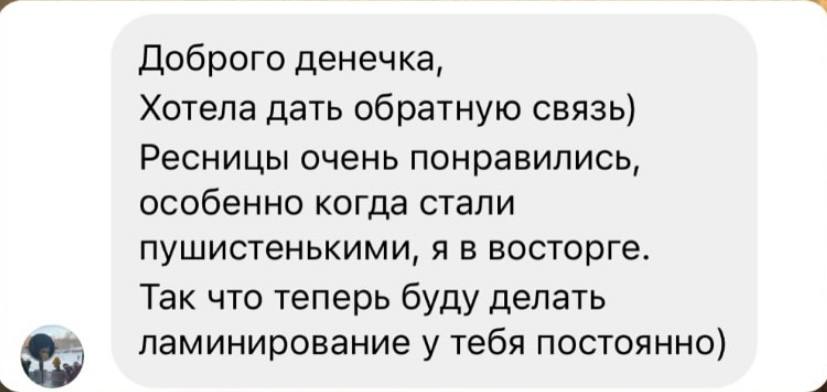 Доброго денечка,
Хотела дать обратную связь)
Ресницы очень понравились,
особенно когда стали
пушистенькими, я в восторге.
Так что теперь буду делать
ламинирование у тебя постоянно)